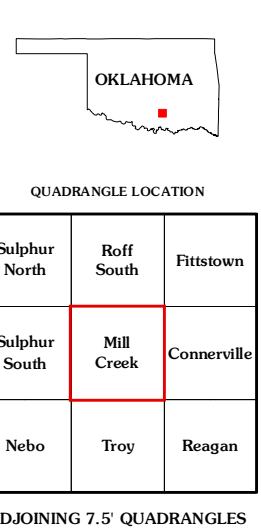 OKLAHOMA
QUADRANGLE LOCATION
Sulphur North
Roff South
Fittstown
Sulphur South
Mill Creek
Connerville
Nebo
Troy
Reagan
DJOINING 7.5' QUADRANGLES